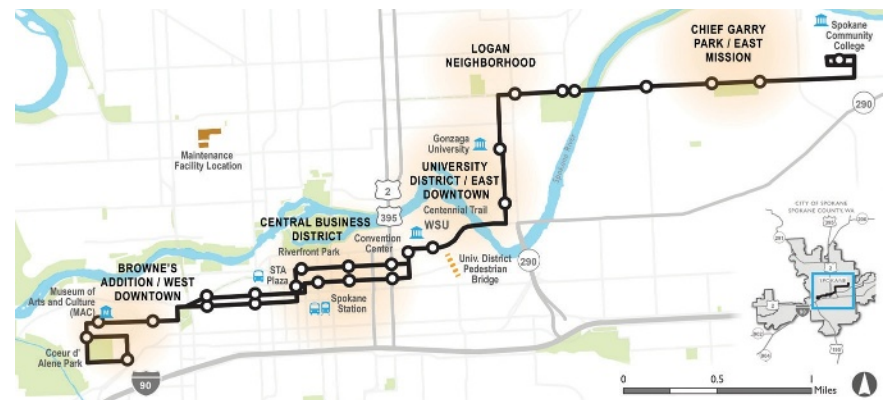 LOGAN
NEIGHBORHOOD
CHIEF GARRY
PARK / EAST
MISSION
Spokane
Community
College
290
Maintenance
Facility Location
Gonzaga
University
UNIVERSITY
DISTRICT / EAST
DOWNTOWN
Spokane River
2
395
Centennial Trail
WSU
CENTRAL BUSINESS
DISTRICT
Convention
Center
Riverfront Park
STA
Plaza
Spokane
Station
Univ. District
Pedestrian
Bridge
290
BROWNE'S
ADDITION / WEST
DOWNTOWN
Museum of
Arts and Culture
(MAC)
Coeur d'
Alene Park
90
CITY OF SPOKANE
SPOKANE COUNTY, WA
SPOKANE
0
0.5
1
Miles